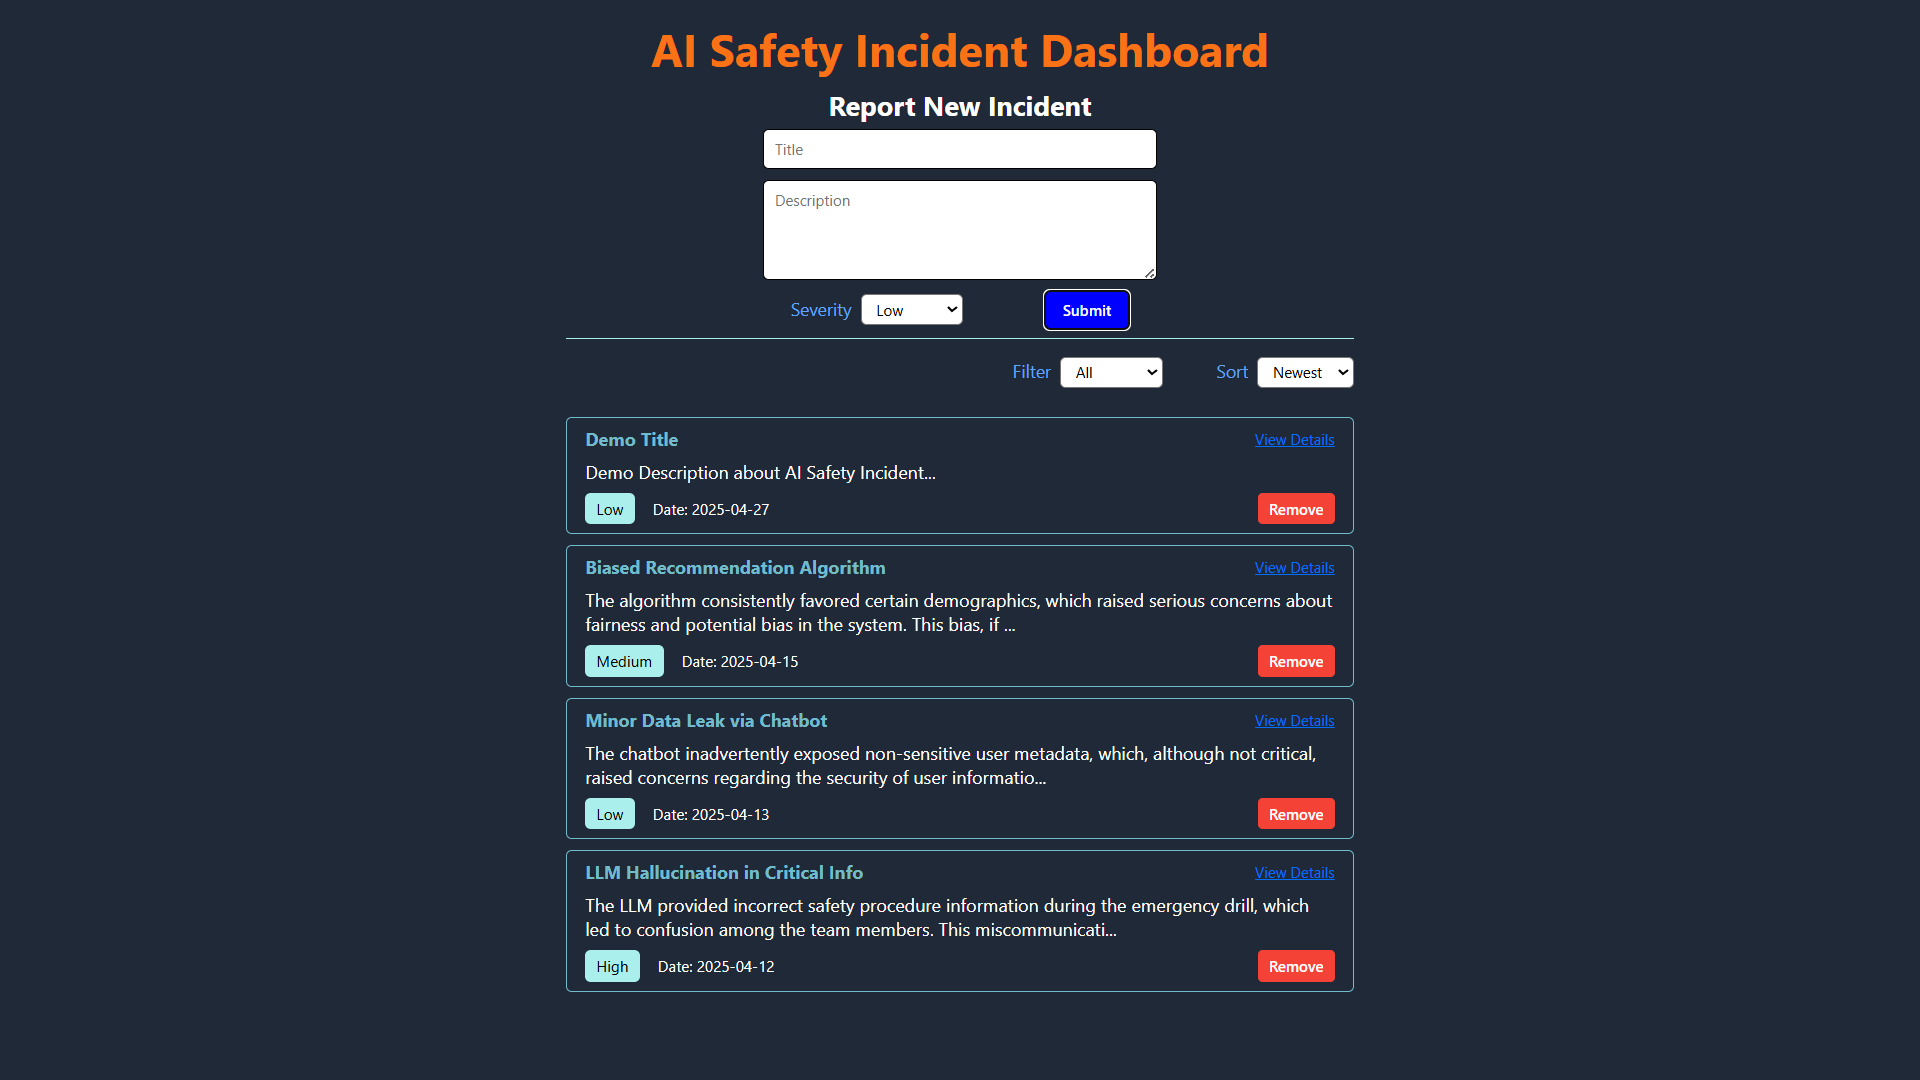 AI Safety Incident Dashboard
Report New Incident
Title
Description
Severity Low Submit
Filter All Sort Newest
Demo Title View Details
Demo Description about AI Safety Incident...
Low Date: 2025-04-27 Remove
Biased Recommendation Algorithm View Details
The algorithm consistently favored certain demographics, which raised serious concerns about
fairness and potential bias in the system. This bias, if ...
Medium Date: 2025-04-15 Remove
Minor Data Leak via Chatbot View Details
The chatbot inadvertently exposed non-sensitive user metadata, which, although not critical,
raised concerns regarding the security of user informatio...
Low Date: 2025-04-13 Remove
LLM Hallucination in Critical Info View Details
The LLM provided incorrect safety procedure information during the emergency drill, which
led to confusion among the team members. This miscommunicati...
High Date: 2025-04-12 Remove